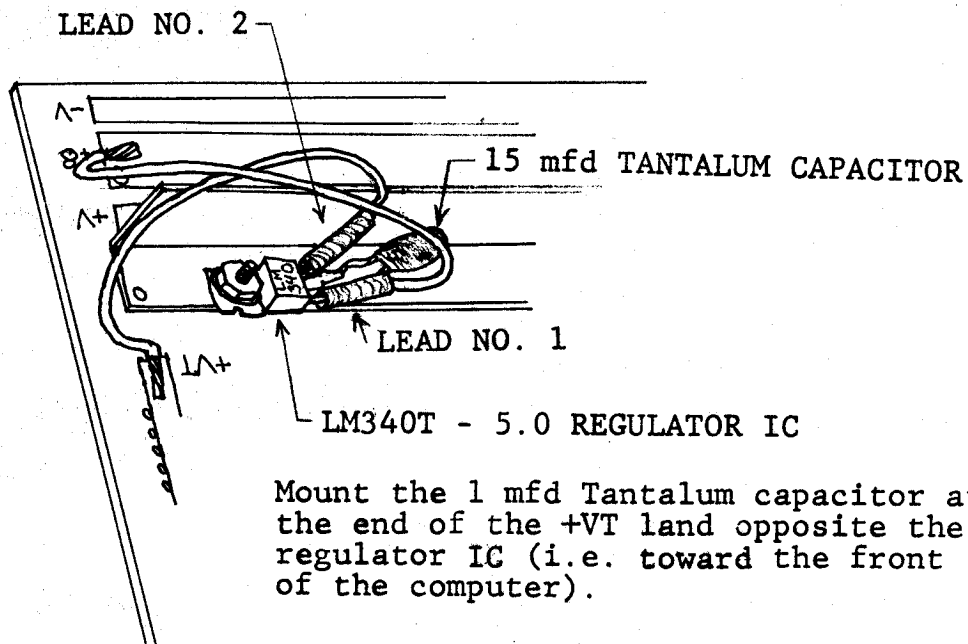 LEAD NO. 2
-V
15 mfd TANTALUM CAPACITOR
+V
LM
340
LEAD NO. 1
+VT
LM340T - 5.0 REGULATOR IC
Mount the 1 mfd Tantalum capacitor
the end of the +VT land opposite the
regulator IC (i.e. toward the front
of the computer).